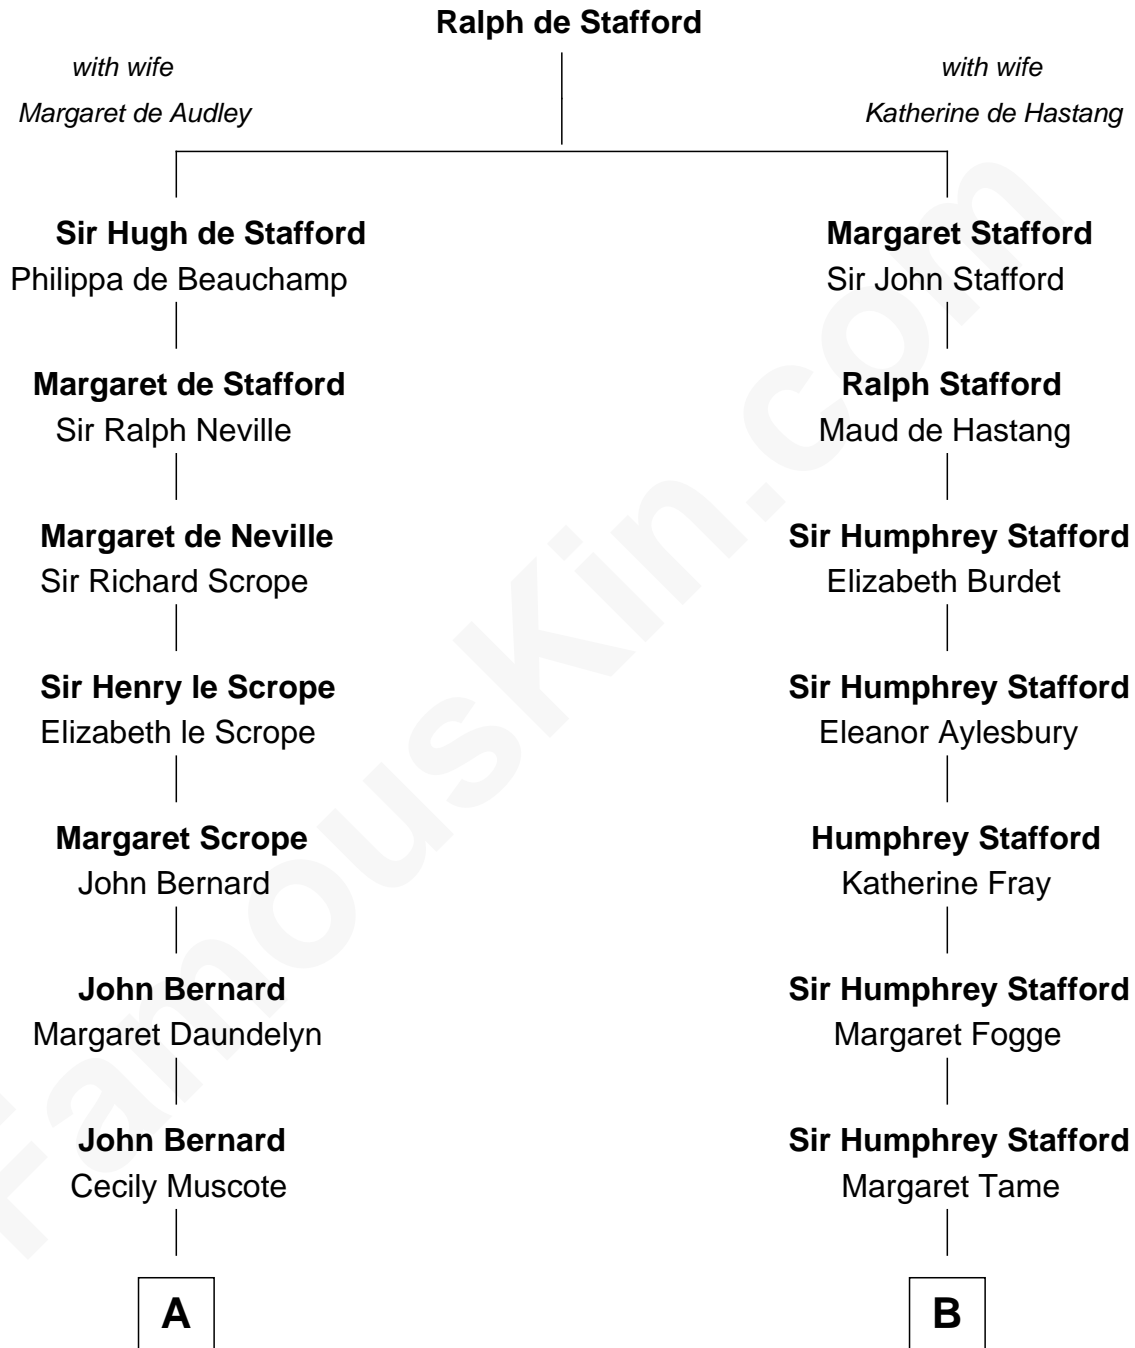 Ralph de Stafford
with wife
Margaret de Audley
with wife
Katherine de Hastang
Sir Hugh de Stafford
Philippa de Beauchamp
Margaret de Stafford
Sir Ralph Neville
Margaret de Neville
Sir Richard Scrope
Sir Henry le Scrope
Elizabeth le Scrope
Margaret Scrope
John Bernard
John Bernard
Margaret Daundelyn
John Bernard
Cecily Muscote
A
Margaret Stafford
Sir John Stafford
Ralph Stafford
Maud de Hastang
Sir Humphrey Stafford
Elizabeth Burdet
Sir Humphrey Stafford
Eleanor Aylesbury
Humphrey Stafford
Katherine Fray
Sir Humphrey Stafford
Margaret Fogge
Sir Humphrey Stafford
Margaret Tame
B
FamousKin.com